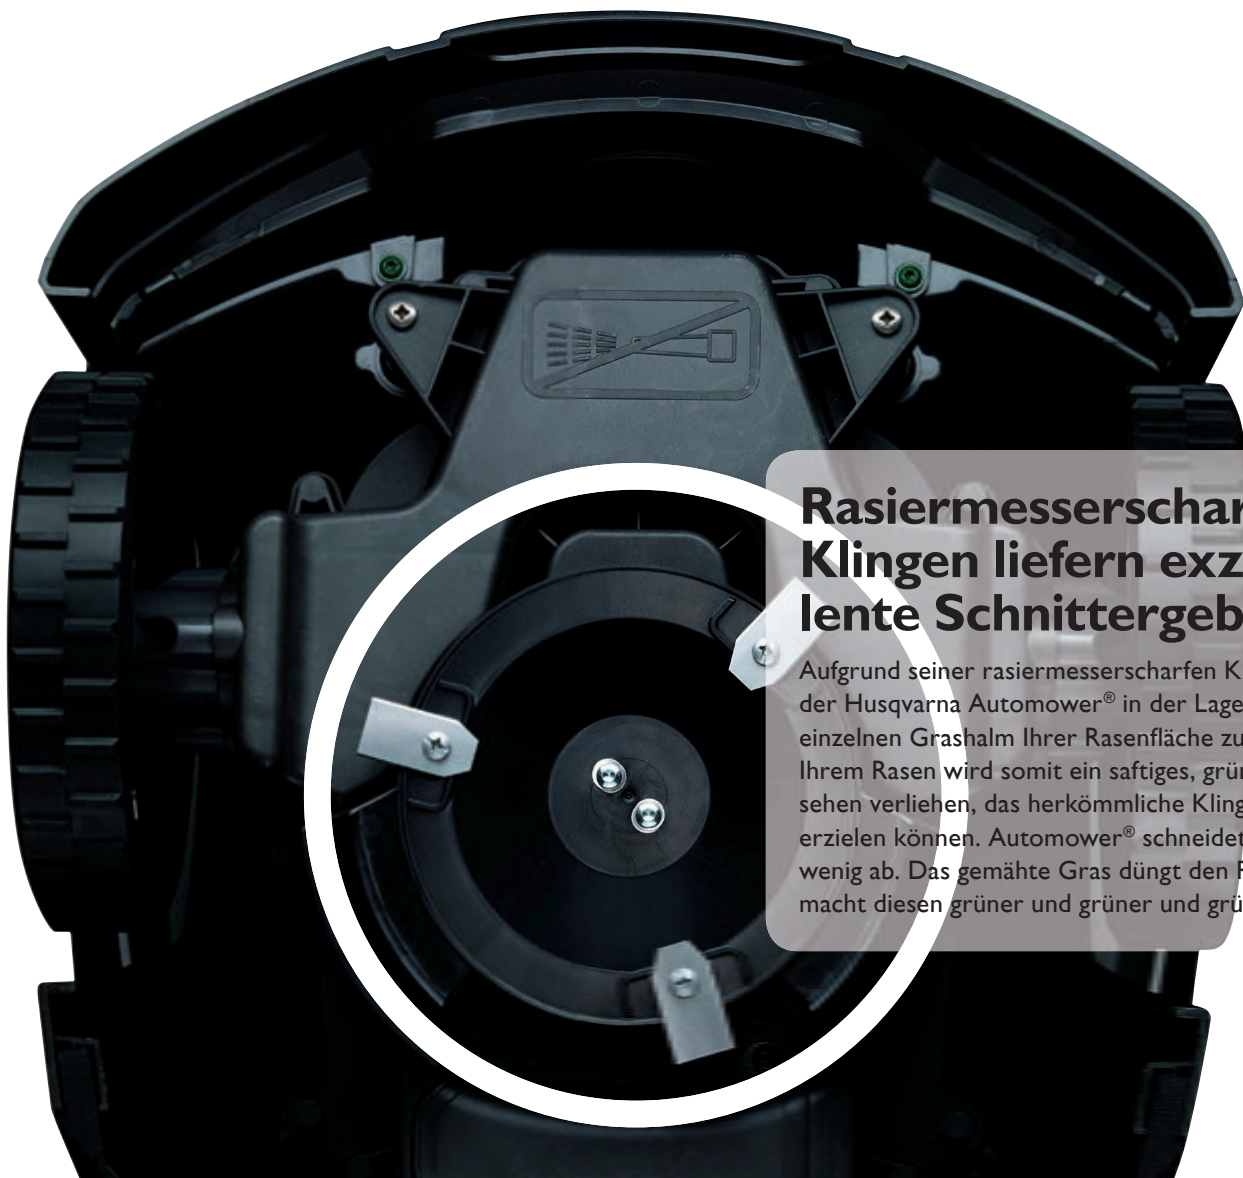 Rasiermesserschar
Klingen liefern exz
lente Schnittergeb
Aufgrund seiner rasiermesserscharfen K
der Husqvarna Automower® in der Lage
einzelnen Grashalm Ihrer Rasenfläche zu
Ihrem Rasen wird somit ein saftiges, grün
sehen verliehen, das herkömmliche Kling
erzielen können. Automower® schneidet
wenig ab. Das gemähte Gras düngt den R
macht diesen grüner und grüner und grü